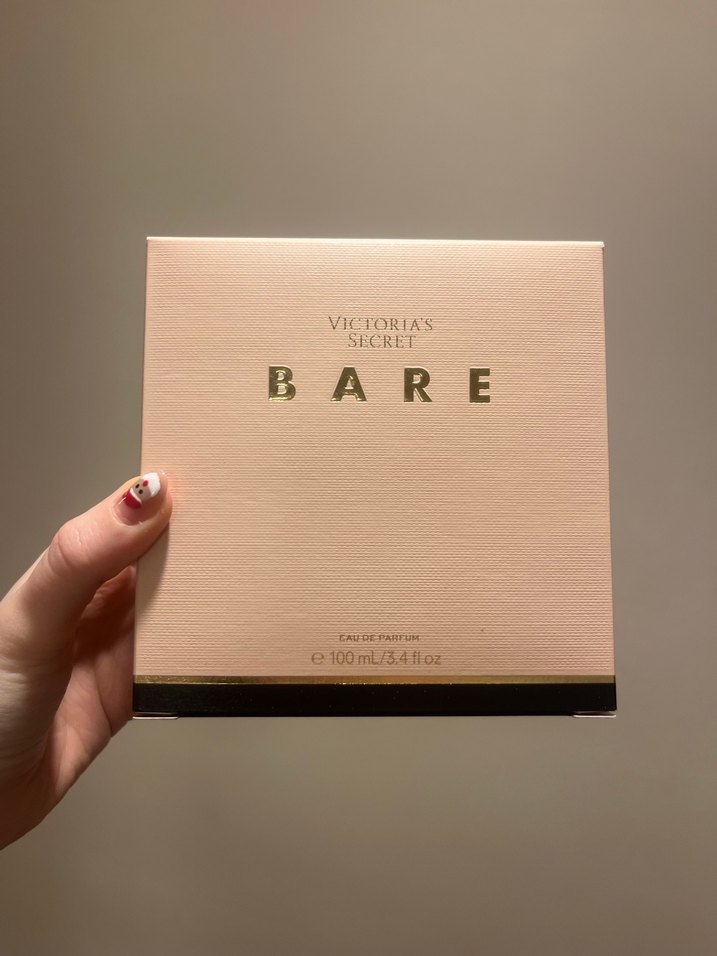 VICTORIA'S
SECRET
BARE
EAU DE PARFUM
℮ 100 mL/3.4 fl oz